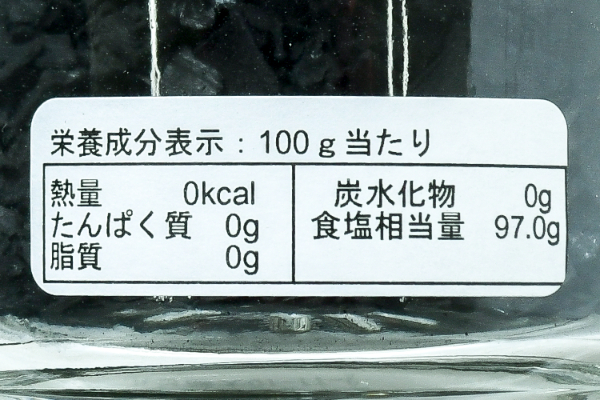 栄養成分表示：100ｇ当たり
熱量 0kcal
たんぱく質 0g
脂質 0g
炭水化物 0g
食塩相当量 97.0g